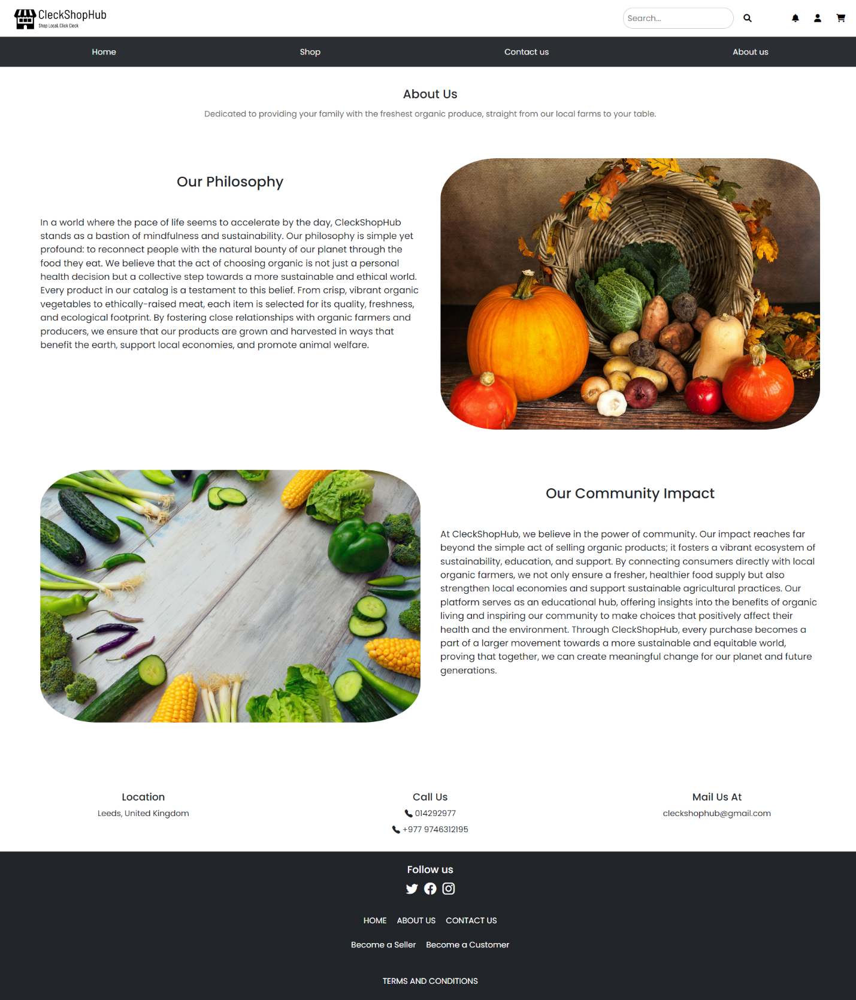 CleckShopHub
Shop Local, Click Cleck
Search...
Home
Shop
Contact us
About us
About Us
Dedicated to providing your family with the freshest organic produce, straight from our local farms to your table.
Our Philosophy
In a world where the pace of life seems to accelerate by the day, CleckShopHub
stands as a bastion of mindfulness and sustainability. Our philosophy is simple yet
profound: to reconnect people with the natural bounty of our planet through the
food they eat. We believe that the act of choosing organic is not just a personal
health decision but a collective step towards a more sustainable and ethical world.
Every product in our catalog is a testament to this belief. From crisp, vibrant organic
vegetables to ethically-raised meat, each item is selected for its quality, freshness,
and ecological footprint. By fostering close relationships with organic farmers and
producers, we ensure that our products are grown and harvested in ways that
benefit the earth, support local economies, and promote animal welfare.
Our Community Impact
At CleckShopHub, we believe in the power of community. Our impact reaches far
beyond the simple act of selling organic products; it fosters a vibrant ecosystem of
sustainability, education, and support. By connecting consumers directly with local
organic farmers, we not only ensure a fresher, healthier food supply but also
strengthen local economies and support sustainable agricultural practices. Our
platform serves as an educational hub, offering insights into the benefits of organic
living and inspiring our community to make choices that positively affect their
health and the environment. Through CleckShopHub, every purchase becomes a
part of a larger movement towards a more sustainable and equitable world,
proving that together, we can create meaningful change for our planet and future
generations.
Location
Leeds, United Kingdom
Call Us
014292977
+977 9746312195
Mail Us At
cleckshophub@gmail.com
Follow us
HOME ABOUT US CONTACT US
Become a Seller Become a Customer
TERMS AND CONDITIONS